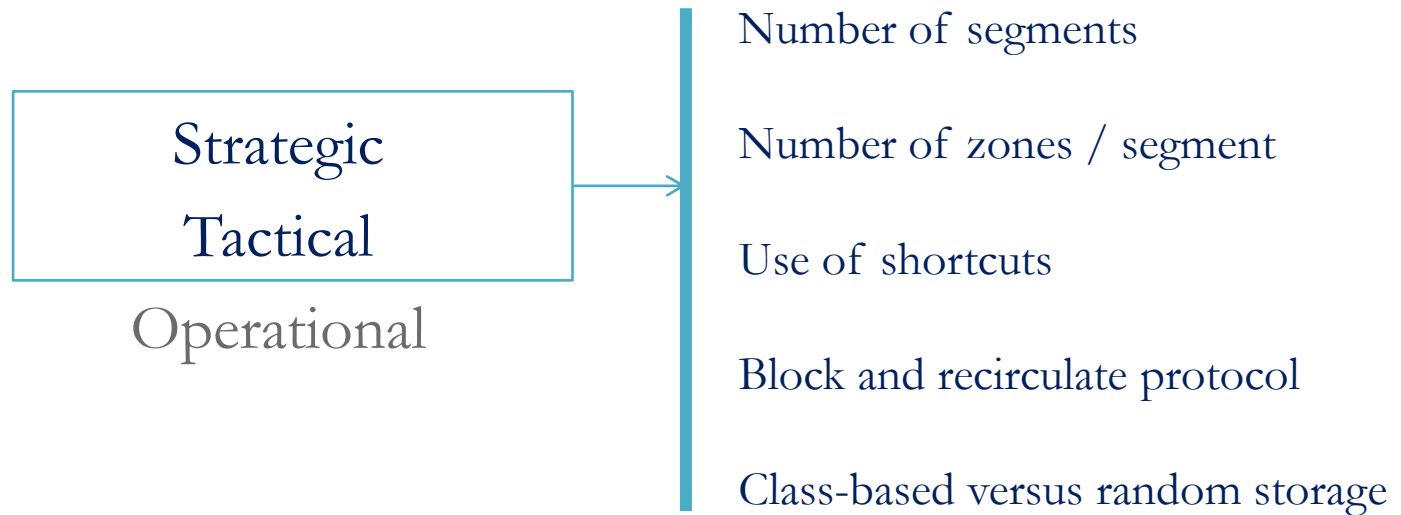 Strategic
Tactical
Operational
Number of segments
Number of zones / segment
Use of shortcuts
Block and recirculate protocol
Class-based versus random storage